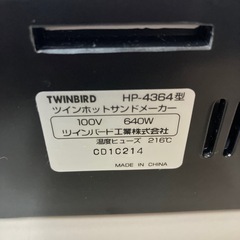 TWINBIRD HP-4364型
ツインホットサンドメーカー
100V 640W
ツインバード工業株式会社
温度ヒューズ 216℃
CD1C214
MADE IN CHINA